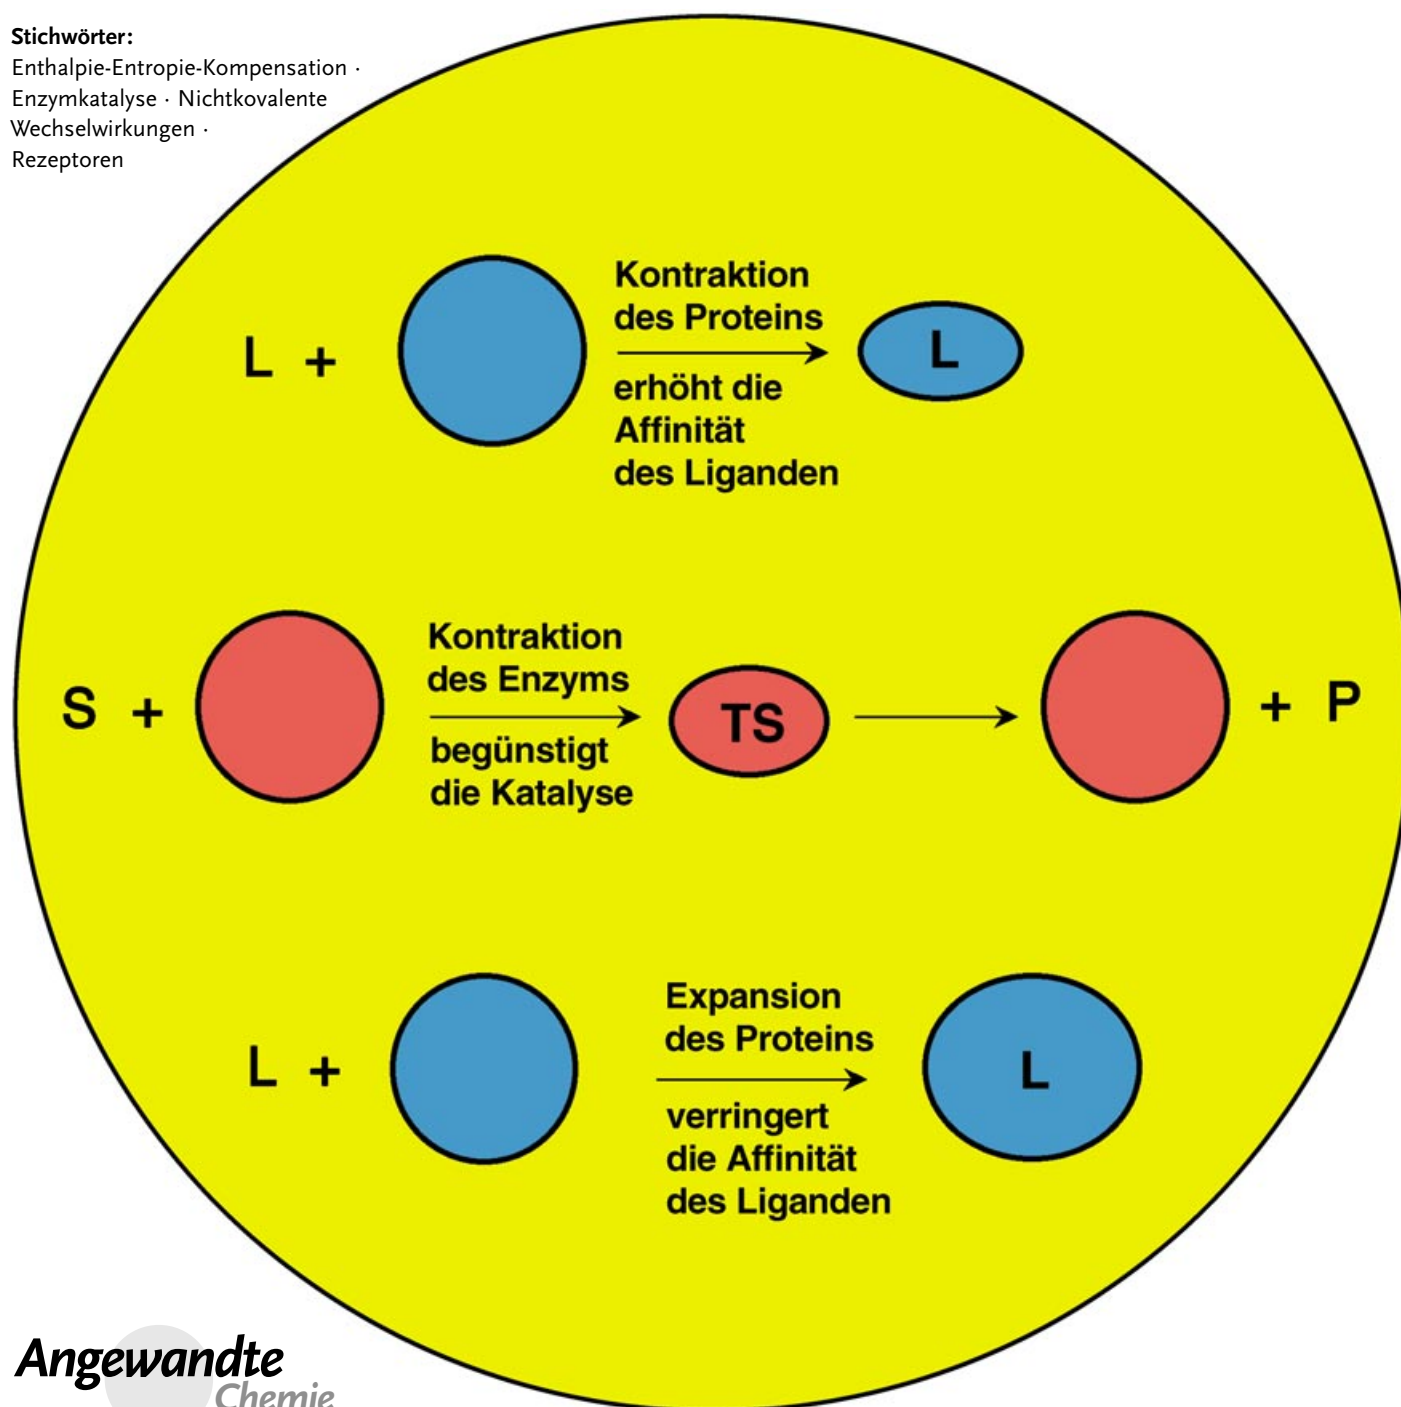 Stichwörter:
Enthalpie-Entropie-Kompensation ·
Enzymkatalyse · Nichtkovalente
Wechselwirkungen ·
Rezeptoren
L +
Kontraktion
des Proteins
erhöht die
Affinität
des Liganden
L
S +
Kontraktion
des Enzyms
begünstigt
die Katalyse
TS
+ P
L +
Expansion
des Proteins
verringert
die Affinität
des Liganden
L
Angewandte
Chemie